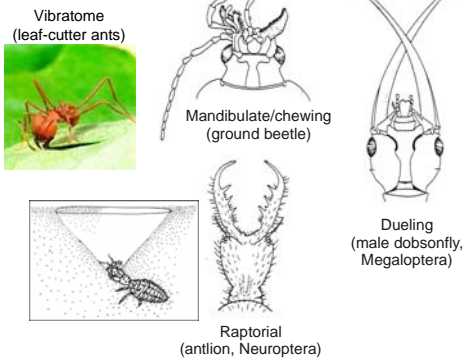 Vibratome
(leaf-cutter ants)
Mandibulate/chewing
(ground beetle)
Dueling
(male dobsonfly,
Megaloptera)
Raptorial
(antlion, Neuroptera)